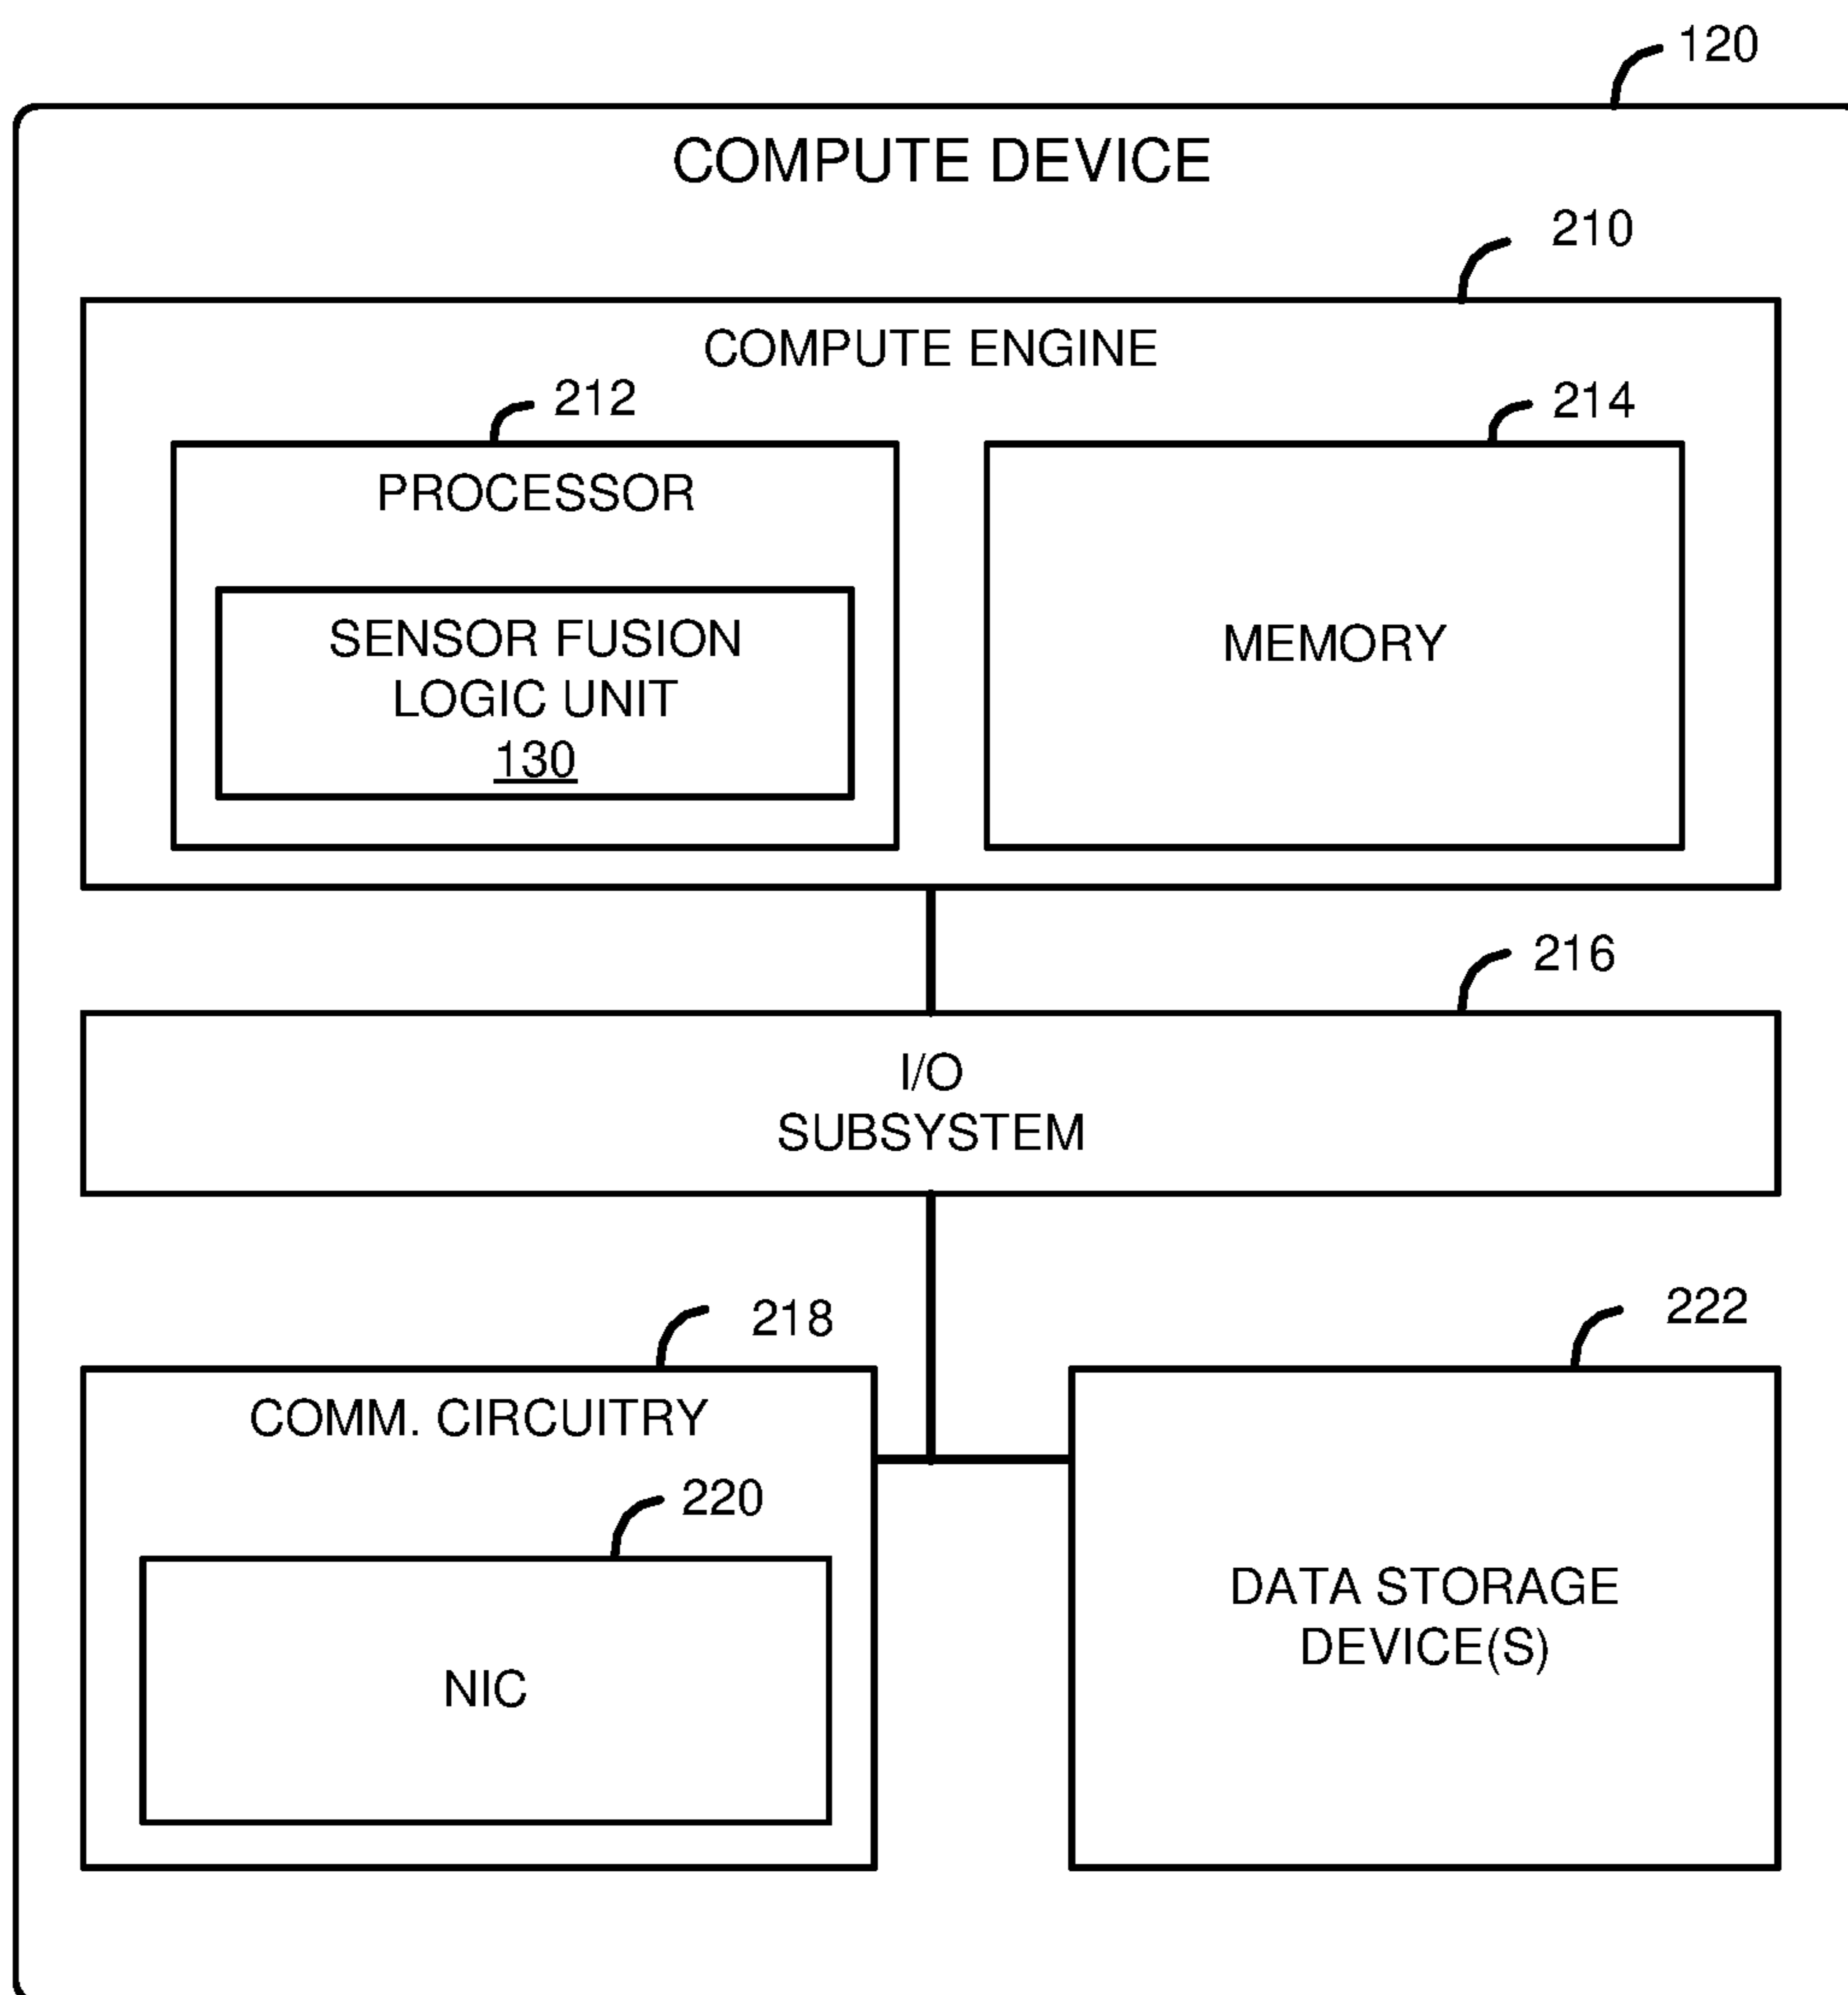 120
COMPUTE DEVICE
210
COMPUTE ENGINE
212
214
PROCESSOR
SENSOR FUSION
LOGIC UNIT
130
MEMORY
216
I/O
SUBSYSTEM
218
222
COMM. CIRCUITRY
220
NIC
DATA STORAGE
DEVICE(S)